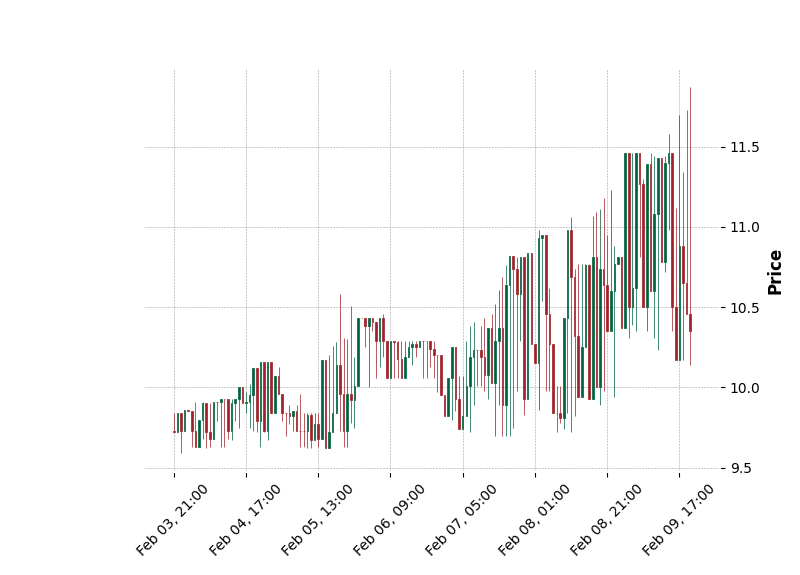 11.5
11.0
10.5
10.0
9.5
Price
Feb 03, 21:00
Feb 04, 17:00
Feb 05, 13:00
Feb 06, 09:00
Feb 07, 05:00
Feb 08, 01:00
Feb 08, 21:00
Feb 09, 17:00